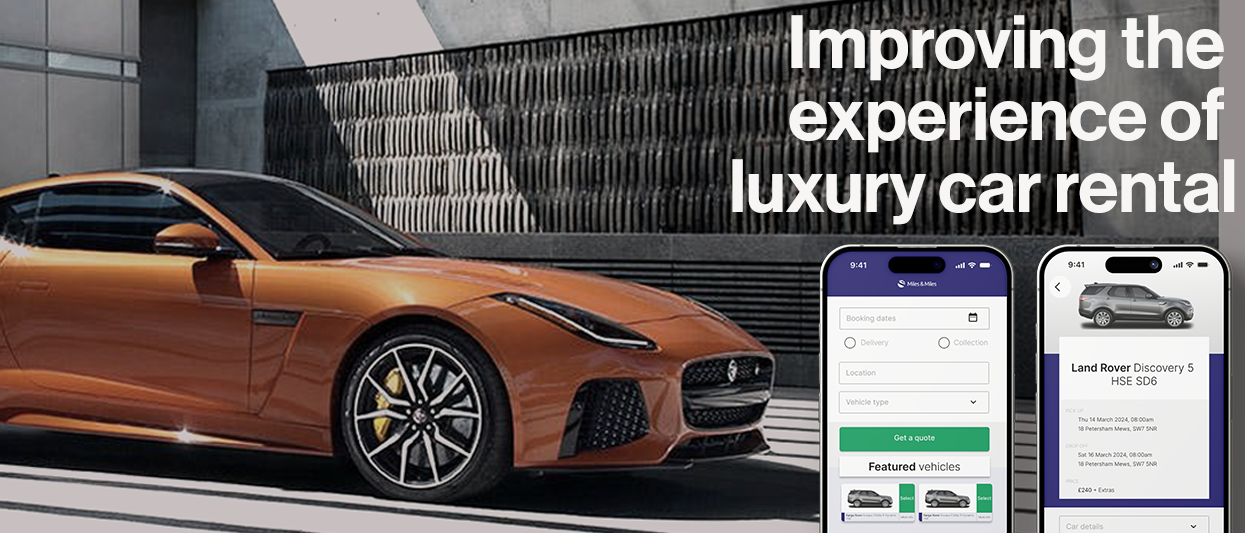 Improving the
experience of
luxury car rental
9:41
Miles&Miles
Booking dates
Delivery
Collection
Location
Vehicle type
Get a quote
Featured vehicles
Select
Select
9:41
Land Rover Discovery 5
HSE SD6
PICK UP
Thu 14 March 2024, 08:00am
18 Petersham Mews, SW7 5NR
DROP OFF
Sat 16 March 2024, 08:00am
18 Petersham Mews, SW7 5NR
PRICE
£240 + Extras
Car details